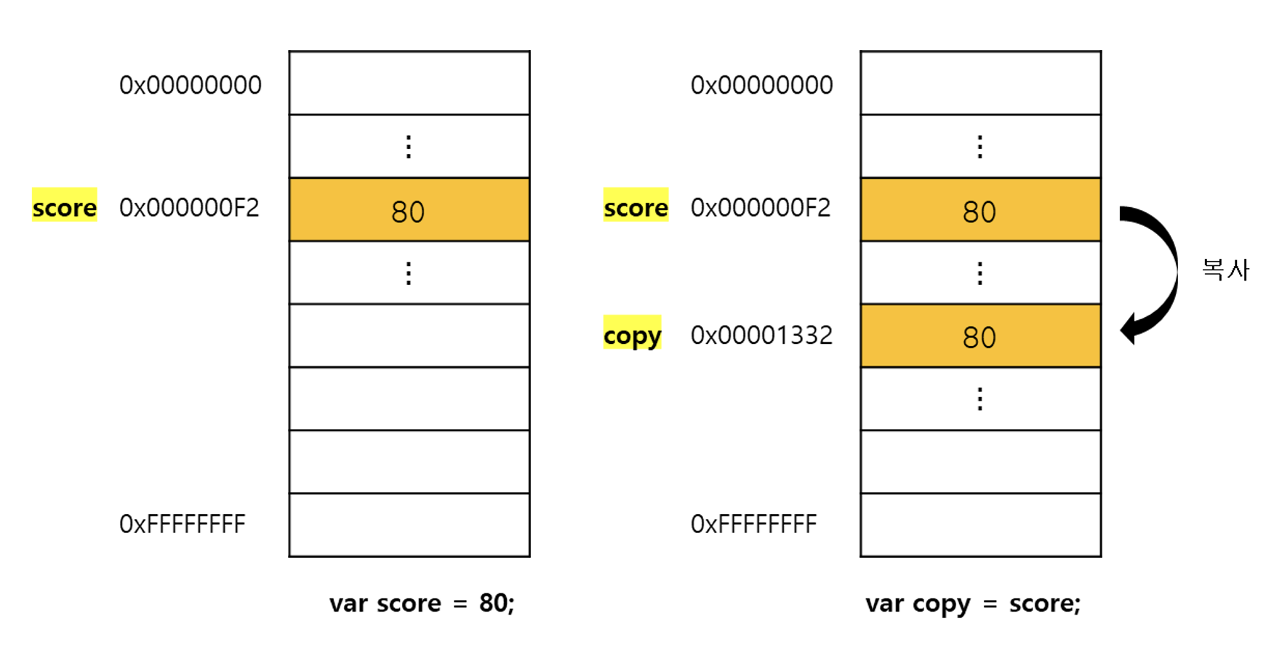 0x00000000
⋮
score 0x000000F2 80
⋮
0xFFFFFFFF
var score = 80;
0x00000000
⋮
score 0x000000F2 80
⋮
복사
copy 0x00001332 80
⋮
0xFFFFFFFF
var copy = score;